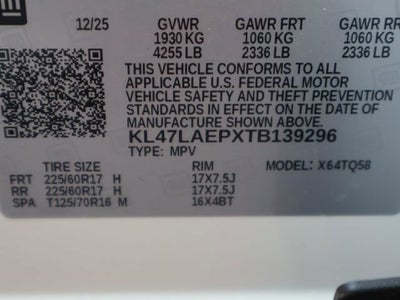 12/25 GVWR GAWR FRT GAWR RR
1930 KG 1060 KG 1060 KG
4255 LB 2336 LB 2336 LB
THIS VEHICLE CONFORMS TO ALL
APPLICABLE U.S. FEDERAL MOTOR
VEHICLE SAFETY AND THEFT PREVENTION
STANDARDS IN EFFECT ON THE DATE OF
MANUFACTURE SHOWN ABOVE.
KL47LAEPXTB139296
TYPE: MPV
TIRE SIZE RIM MODEL: X64TQ58
FRT 225/60R17 H 17X7.5J
RR 225/60R17 H 17X7.5J
SPA T125/70R16 M 16X4BT